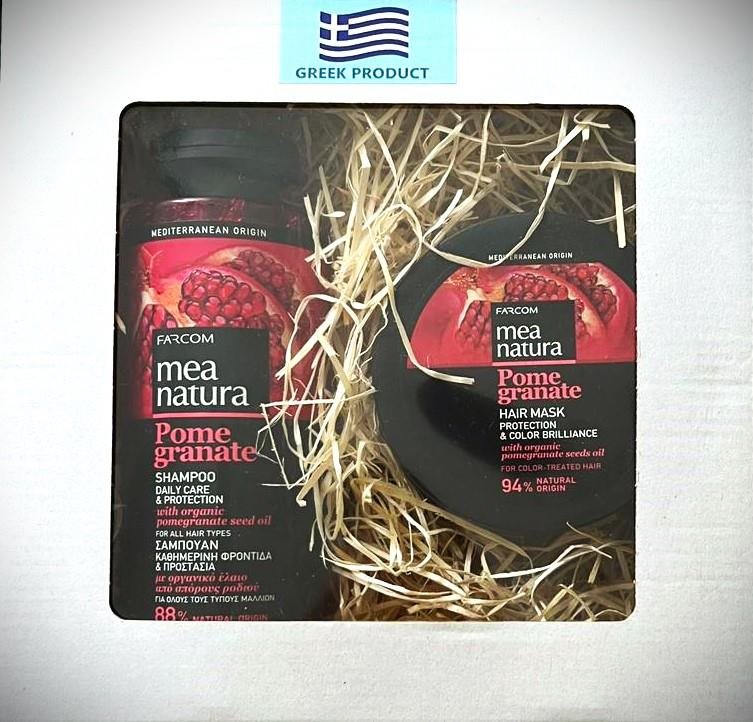 GREEK PRODUCT
MEDITERRANEAN ORIGIN
FARCOM
mea
natura
Pome
granate
SHAMPOO
DAILY CARE
& PROTECTION
with organic
pomegranate seed oil
FOR ALL HAIR TYPES
ΣΑΜΠΟΥΑΝ
ΚΑΘΗΜΕΡΙΝΗ ΦΡΟΝΤΙΔΑ
& ΠΡΟΣΤΑΣΙΑ
με οργανικό έλαιο
από σπόρους ροδιού
ΓΙΑ ΟΛΟΥΣ ΤΟΥΣ ΤΥΠΟΥΣ ΜΑΛΛΙΩΝ
88% NATURAL ORIGIN
MEDITERRANEAN ORIGIN
FARCOM
mea
natura
Pome
granate
HAIR MASK
PROTECTION
& COLOR BRILLIANCE
with organic
pomegranate seeds oil
FOR COLOR-TREATED HAIR
94% NATURAL
ORIGIN